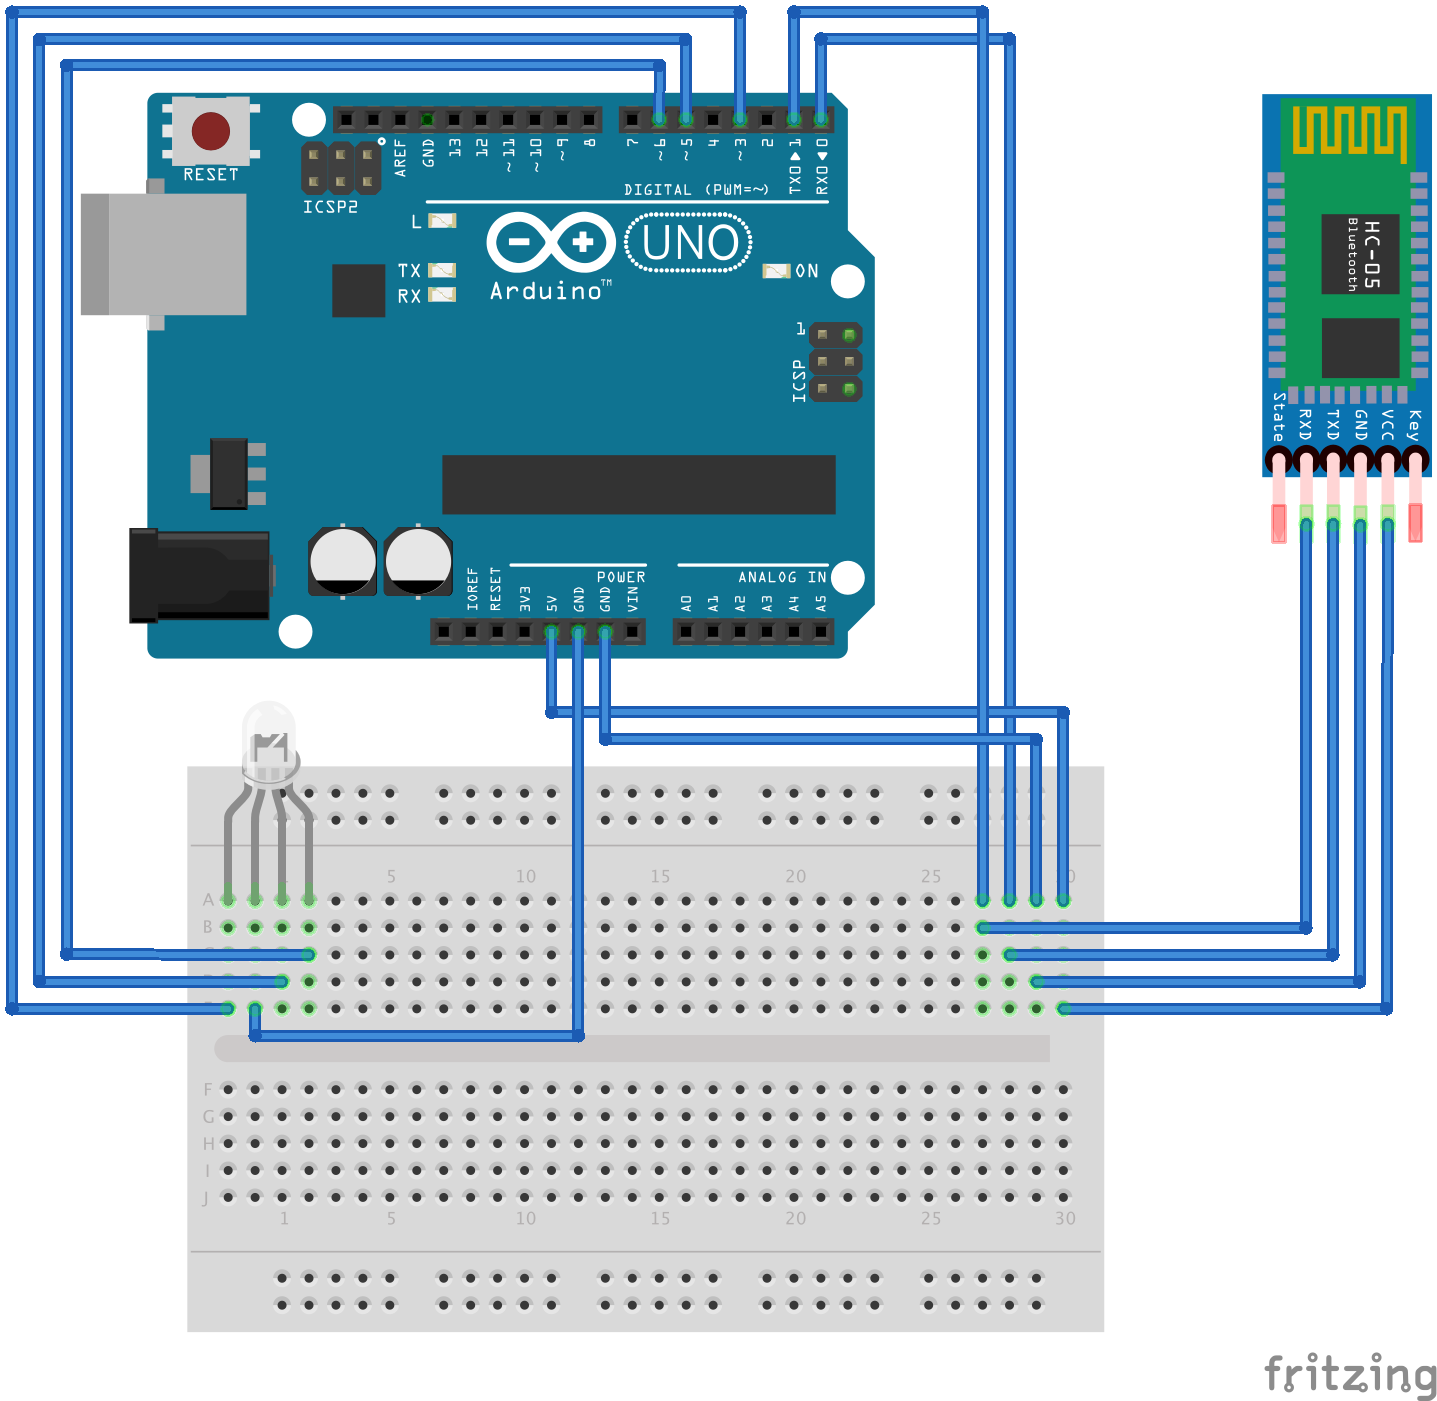 RESET
ICSP2
AREF
GND
13
12
~11
~10
~9
8
7
~6
~5
4
~3
2
TX0▶1
RX0◀0
DIGITAL (PWM=~)
L
TX
RX
UNO
Arduino™
ON
1
ICSP
IOREF
RESET
3V3
5V
GND
GND
VIN
POWER
A0
A1
A2
A3
A4
A5
ANALOG IN
HC-05
Bluetooth
State
RXD
TXD
GND
VCC
Key
5
10
15
20
25
A
B
F
G
H
I
J
1
5
10
15
20
25
30
fritzing